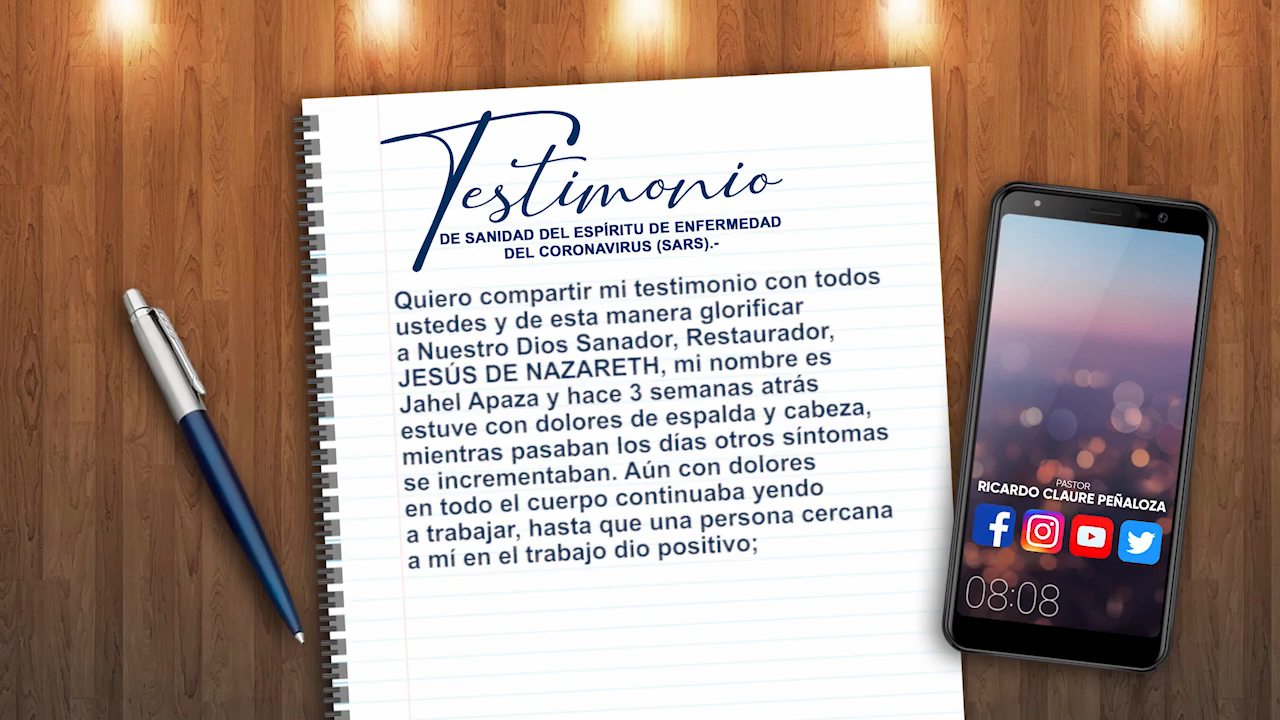 Testimonio
DE SANIDAD DEL ESPÍRITU DE ENFERMEDAD
DEL CORONAVIRUS (SARS).-
Quiero compartir mi testimonio con todos
ustedes y de esta manera glorificar
a Nuestro Dios Sanador, Restaurador,
JESÚS DE NAZARETH, mi nombre es
Jahel Apaza y hace 3 semanas atrás
estuve con dolores de espalda y cabeza,
mientras pasaban los días otros síntomas
se incrementaban. Aún con dolores
en todo el cuerpo continuaba yendo
a trabajar, hasta que una persona cercana
a mí en el trabajo dio positivo;
PASTOR
RICARDO CLAURE PEÑALOZA
08:08